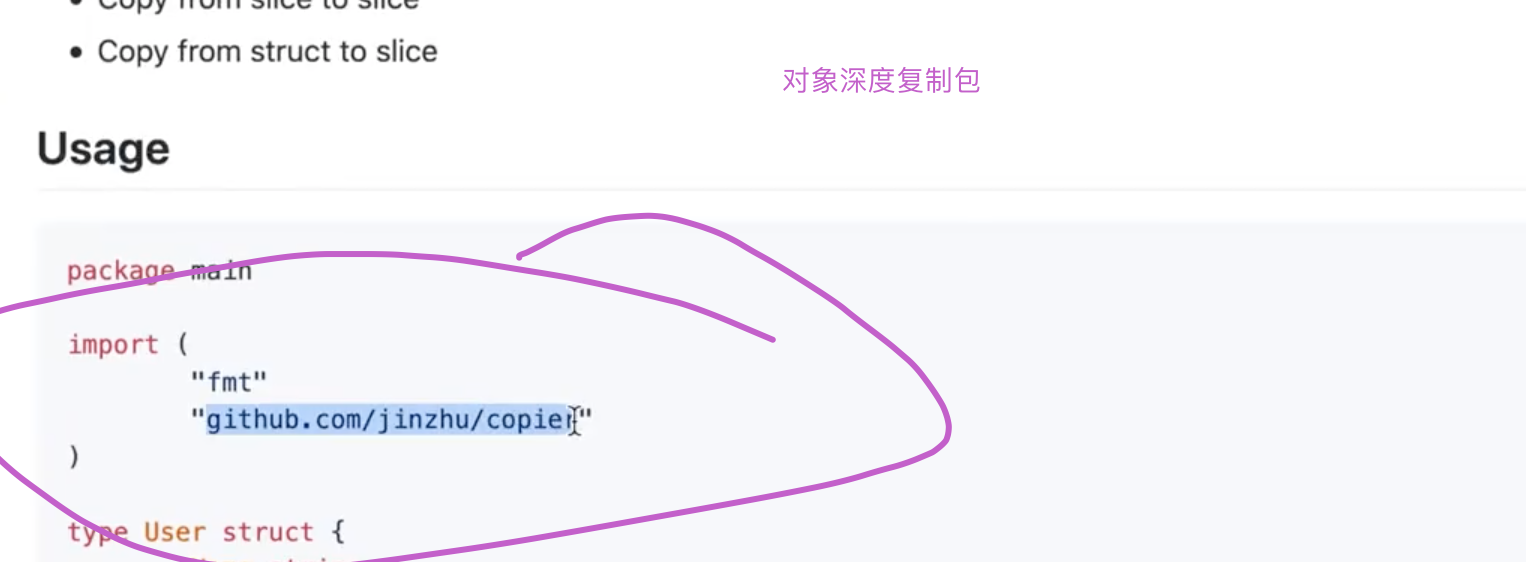 Copy from slice to slice
Copy from struct to slice
对象深度复制包
Usage
package main
import (
"fmt"
"github.com/jinzhu/copier"
)
type User struct {